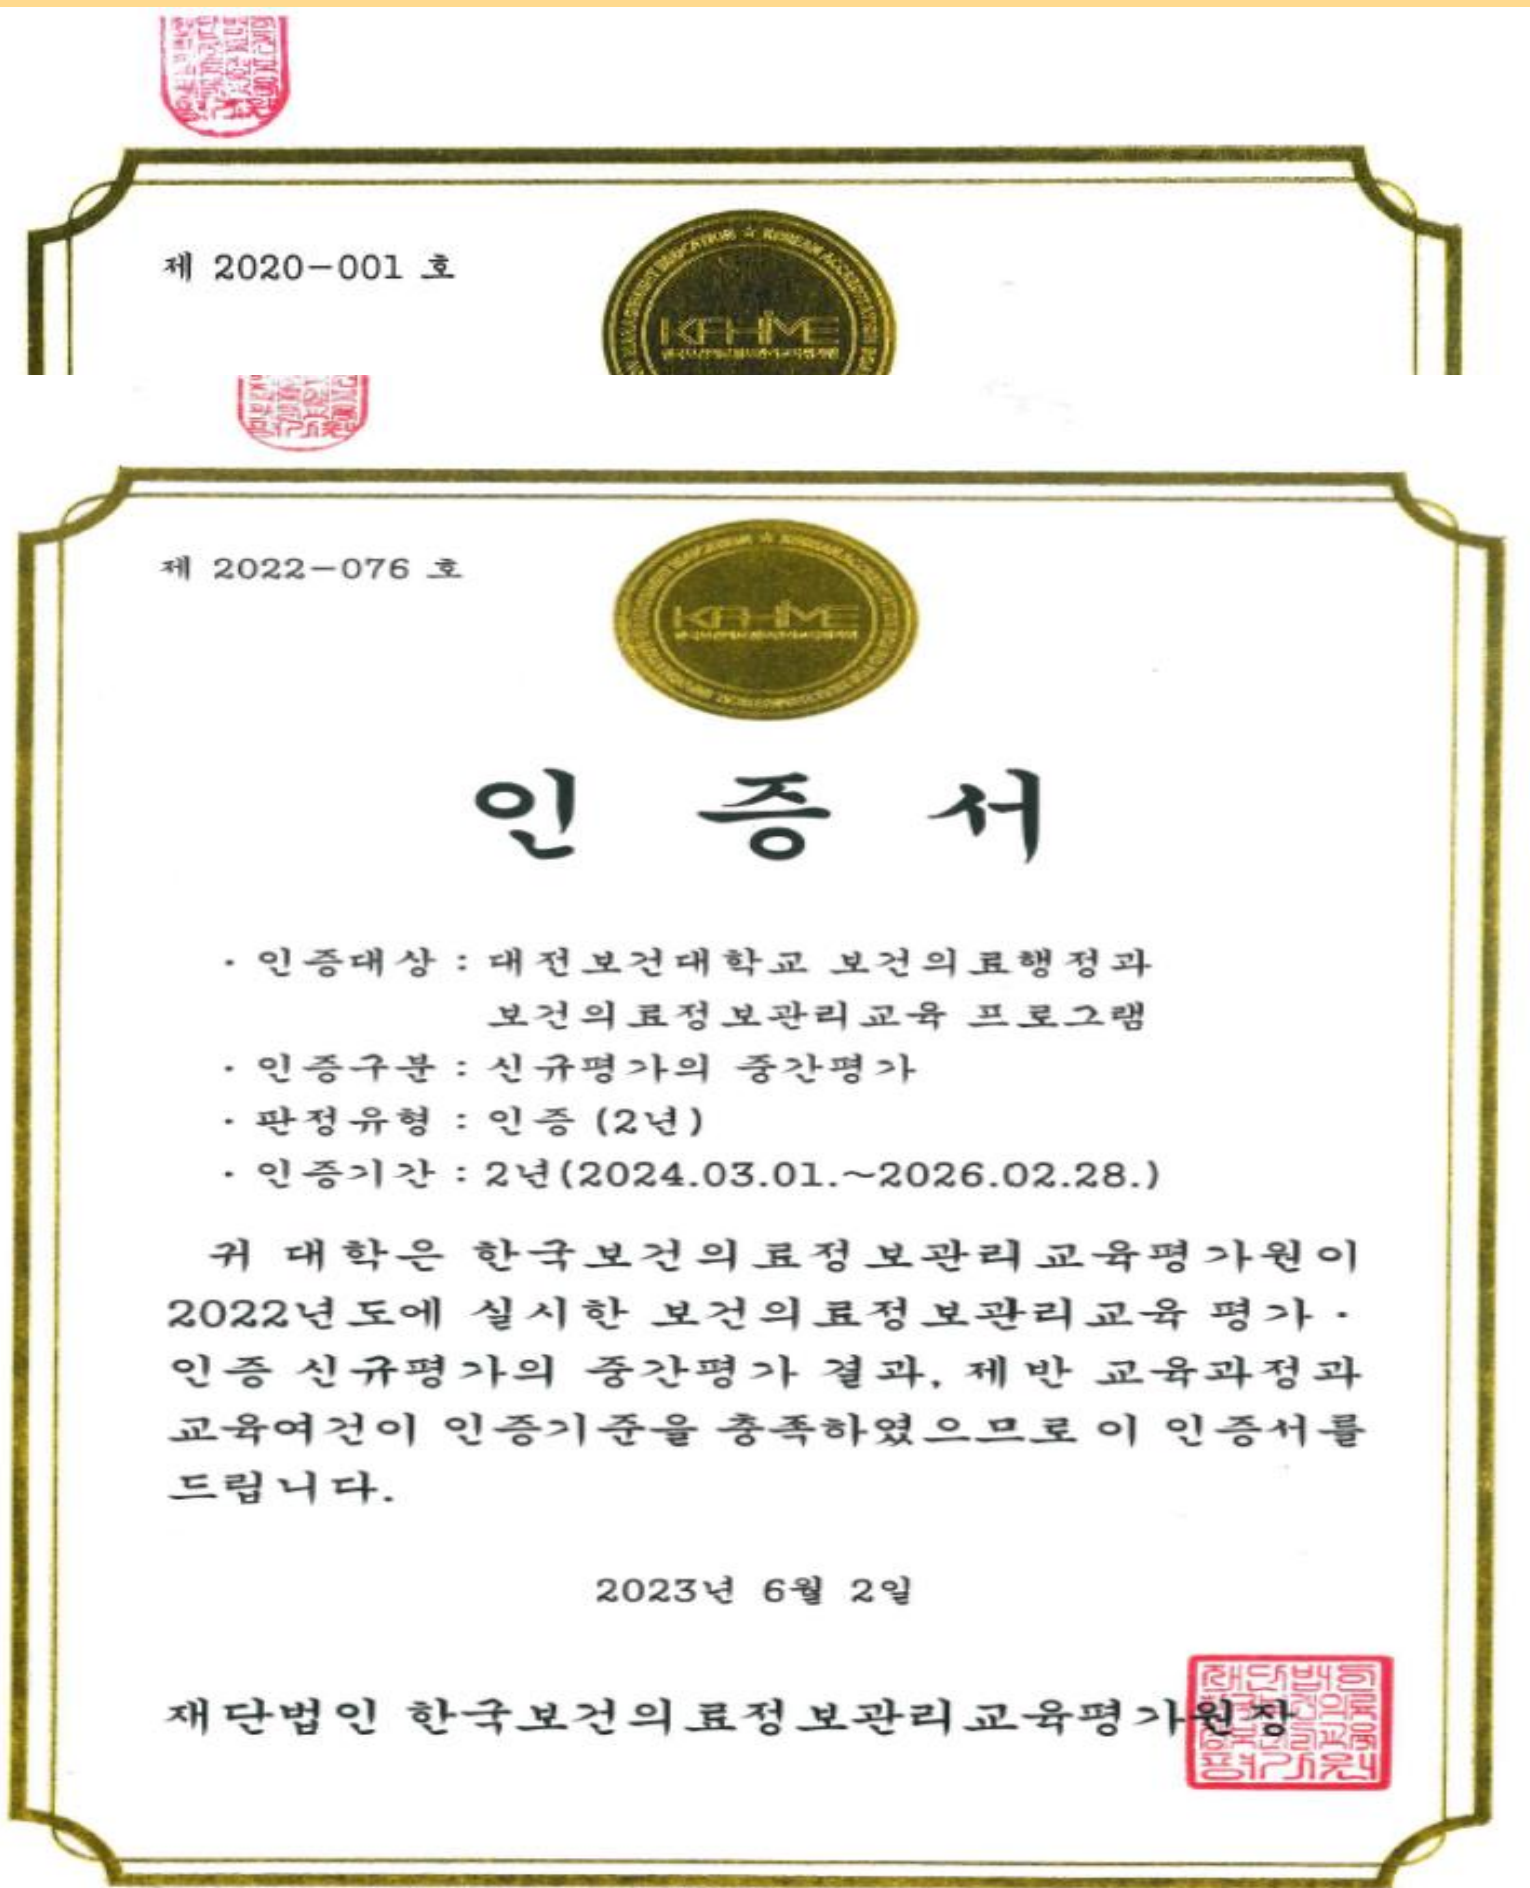 제 2020-001 호
KAHIME
제 2022-076 호
KAHIME
인 증 서
· 인증대상 : 대전보건대학교 보건의료행정과
보건의료정보관리교육 프로그램
· 인증구분 : 신규평가의 중간평가
· 판정유형 : 인증 (2년)
· 인증기간 : 2년(2024.03.01.~2026.02.28.)
귀 대학은 한국보건의료정보관리교육평가원이
2022년도에 실시한 보건의료정보관리교육 평가·
인증 신규평가의 중간평가 결과, 제반 교육과정과
교육여건이 인증기준을 충족하였으므로 이 인증서를
드립니다.
2023년 6월 2일
재단법인 한국보건의료정보관리교육평가원장